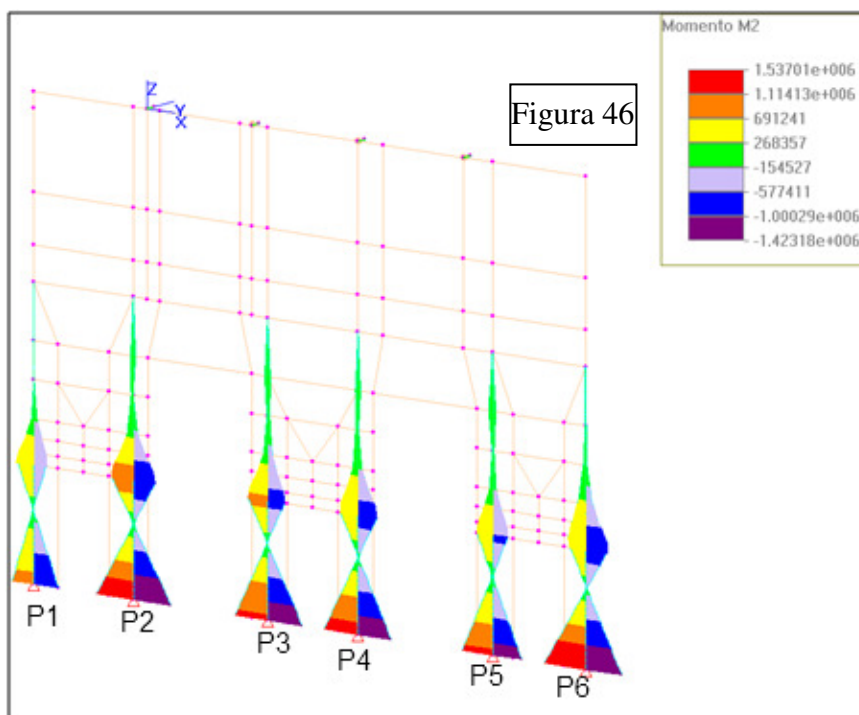 Momento M2
1.53701e+006
1.11413e+006
691241
268357
-154527
-577411
-1.00029e+006
-1.42318e+006
Figura 46
Z
Y
X
P1
P2
P3
P4
P5
P6